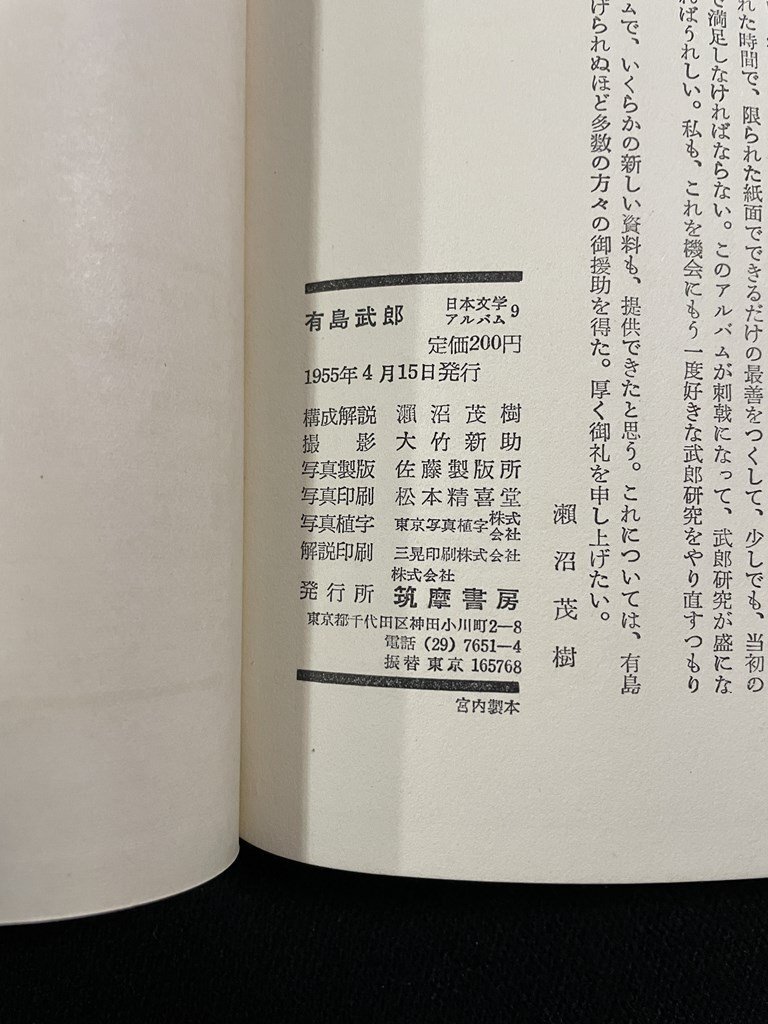 れた時間で、限られた紙面でできるだけの最善をつくして、少しでも、当初の
で満足しなければならない。このアルバムが刺戟になって、武郎研究が盛にな
ればうれしい。私も、これを機会にもう一度好きな武郎研究をやり直すつもり
ムで、いくらかの新しい資料も、提供できたと思う。これについては、有島
げられぬほど多数の方々の御援助を得た。厚く御礼を申し上げたい。
瀬沼茂樹
有島武郎 日本文学アルバム9
定価200円
1955年4月15日発行
構成解説 瀬沼茂樹
撮影 大竹新助
写真製版 佐藤製版所
写真印刷 松本精喜堂
写真植字 東京写真植字株式会社
解説印刷 三晃印刷株式会社
発行所 株式会社筑摩書房
東京都千代田区神田小川町2−8
電話(29)7651−4
振替東京165768
宮内製本